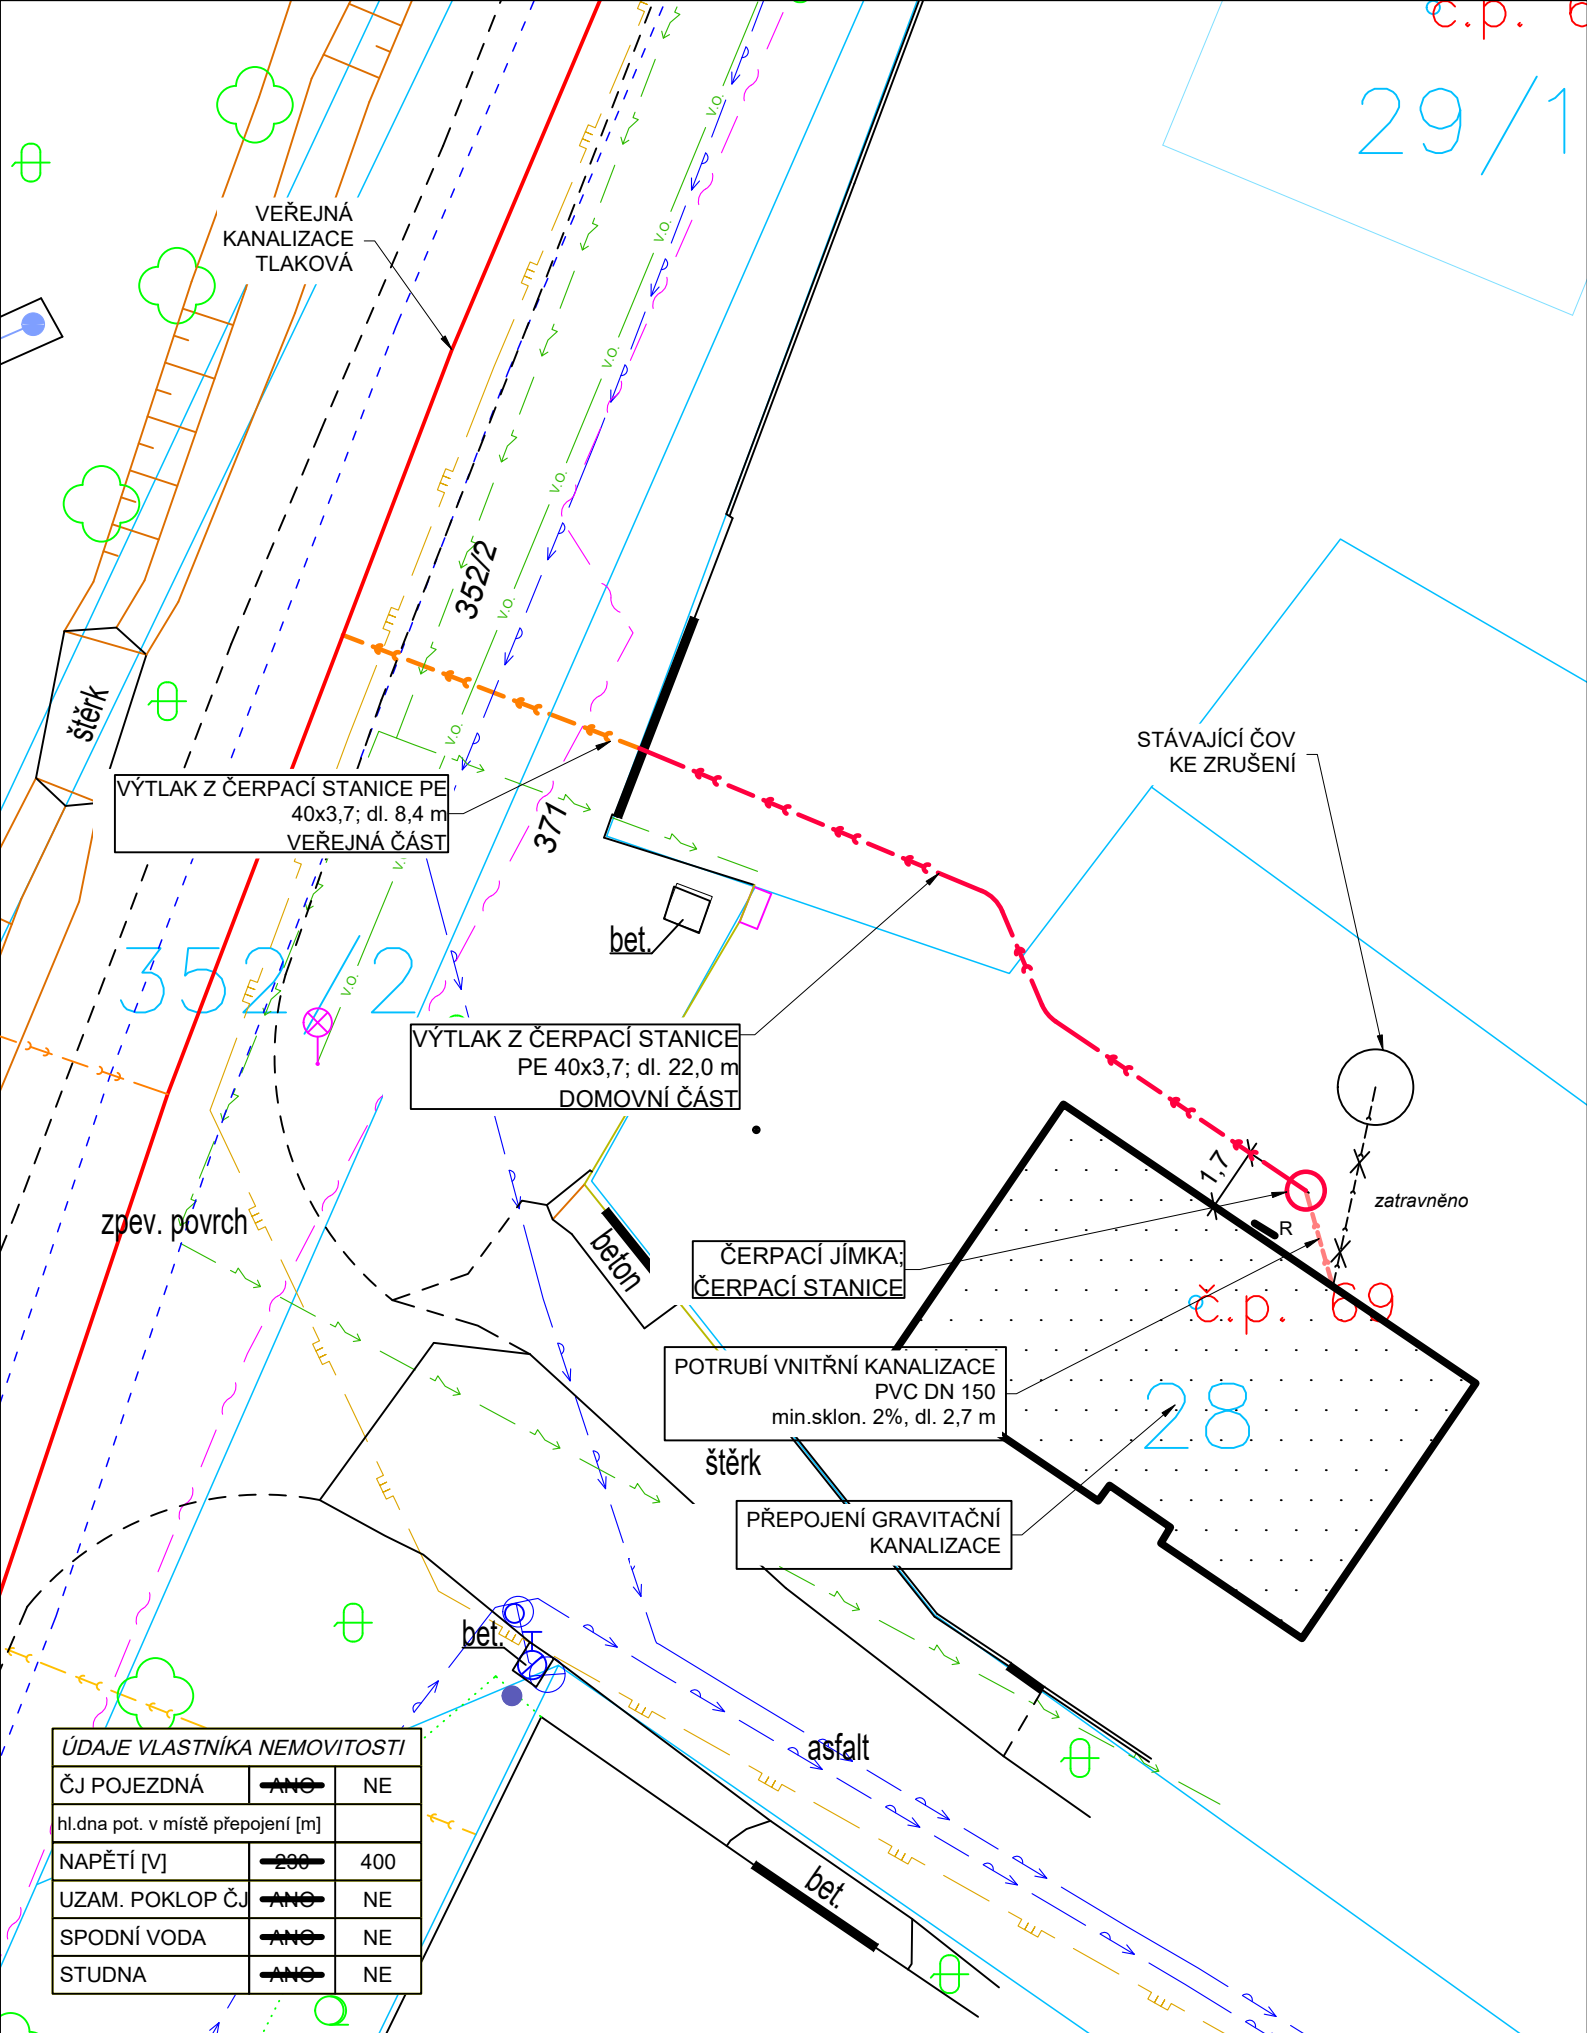 č.p. 6
29/1
VEŘEJNÁ
KANALIZACE
TLAKOVÁ
v.o.
v.o.
v.o.
v.o.
352/2
v.o.
štěrk
v.o.
STÁVAJÍCÍ ČOV
KE ZRUŠENÍ
VÝTLAK Z ČERPACÍ STANICE PE
40x3,7; dl. 8,4 m
VEŘEJNÁ ČÁST
371
v.o.
bet.
352/2
v.o.
VÝTLAK Z ČERPACÍ STANICE
PE 40x3,7; dl. 22,0 m
DOMOVNÍ ČÁST
1,7
zatravněno
zpev. povrch
R
beton
ČERPACÍ JÍMKA;
ČERPACÍ STANICE
č.p. 69
POTRUBÍ VNITŘNÍ KANALIZACE
PVC DN 150
min.sklon. 2%, dl. 2,7 m
28
štěrk
PŘEPOJENÍ GRAVITAČNÍ
KANALIZACE
bet.
asfalt
bet.
ÚDAJE VLASTNÍKA NEMOVITOSTI
ČJ POJEZDNÁ ANO NE
hl.dna pot. v místě přepojení [m]
NAPĚTÍ [V] 230 400
UZAM. POKLOP ČJ ANO NE
SPODNÍ VODA ANO NE
STUDNA ANO NE